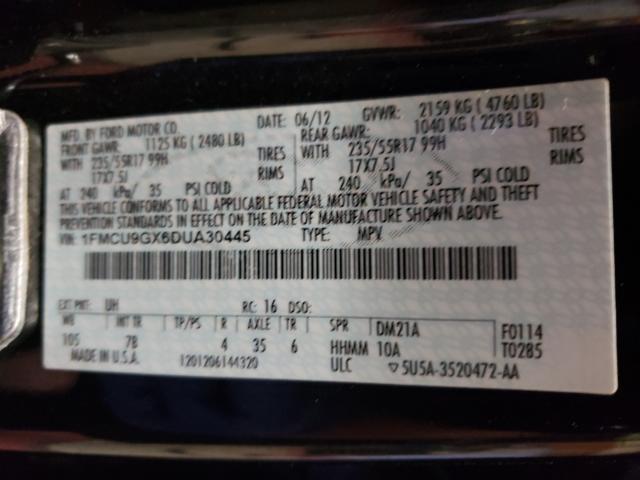 MFD. BY FORD MOTOR CO. DATE: 06/12 GVWR: 2159 KG (4760 LB)
FRONT GAWR: 1125 KG (2480 LB) REAR GAWR: 1040 KG (2293 LB)
WITH 235/55R17 99H TIRES WITH 235/55R17 99H TIRES
17X7.5J RIMS 17X7.5J RIMS
AT 240 kPa/ 35 PSI COLD AT 240 kPa/ 35 PSI COLD
THIS VEHICLE CONFORMS TO ALL APPLICABLE FEDERAL MOTOR VEHICLE SAFETY AND THEFT
PREVENTION STANDARDS IN EFFECT ON THE DATE OF MANUFACTURE SHOWN ABOVE.
VIN: 1FMCU9GX6DUA30445 TYPE: MPV
EXT PNT: UH RC: 16 DSO:
WB INT TR TP/PS R AXLE TR SPR DM21A F0114
105 7B 4 35 6 HHMM 10A T0285
MADE IN U.S.A. 1201206144320 ULC 5U5A-3520472-AA